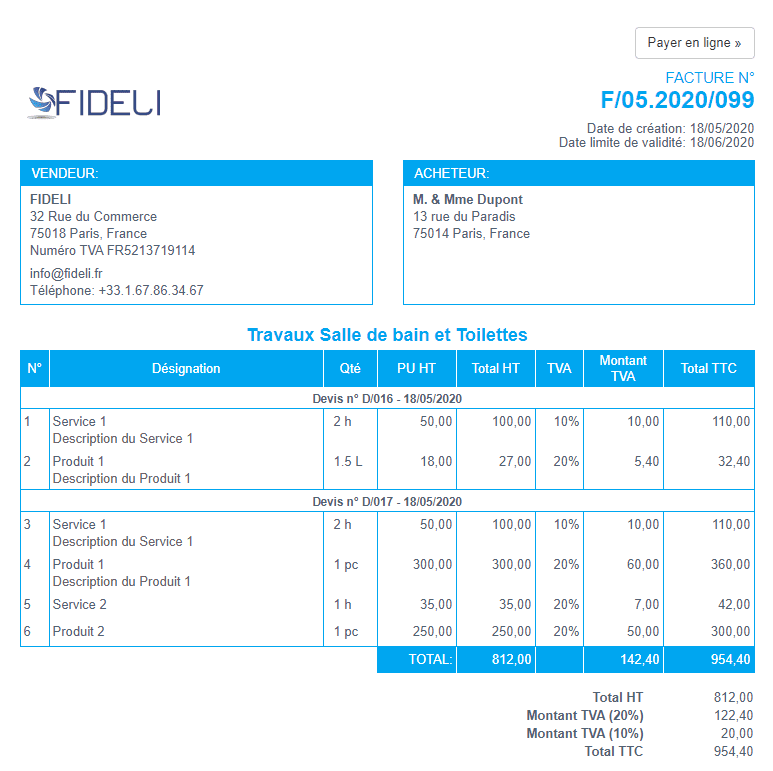 Payer en ligne »
FACTURE N°
F/05.2020/099
FIDELI
Date de création: 18/05/2020
Date limite de validité: 18/06/2020
VENDEUR:
FIDELI
32 Rue du Commerce
75018 Paris, France
Numéro TVA FR5213719114
info@fideli.fr
Téléphone: +33.1.67.86.34.67
ACHETEUR:
M. & Mme Dupont
13 rue du Paradis
75014 Paris, France
Travaux Salle de bain et Toilettes
N° Désignation Qté PU HT Total HT TVA Montant TVA Total TTC
Devis n° D/016 - 18/05/2020
1 Service 1 2 h 50,00 100,00 10% 10,00 110,00
Description du Service 1
2 Produit 1 1.5 L 18,00 27,00 20% 5,40 32,40
Description du Produit 1
Devis n° D/017 - 18/05/2020
3 Service 1 2 h 50,00 100,00 10% 10,00 110,00
Description du Service 1
4 Produit 1 1 pc 300,00 300,00 20% 60,00 360,00
Description du Produit 1
5 Service 2 1 h 35,00 35,00 20% 7,00 42,00
6 Produit 2 1 pc 250,00 250,00 20% 50,00 300,00
TOTAL: 812,00 142,40 954,40
Total HT 812,00
Montant TVA (20%) 122,40
Montant TVA (10%) 20,00
Total TTC 954,40